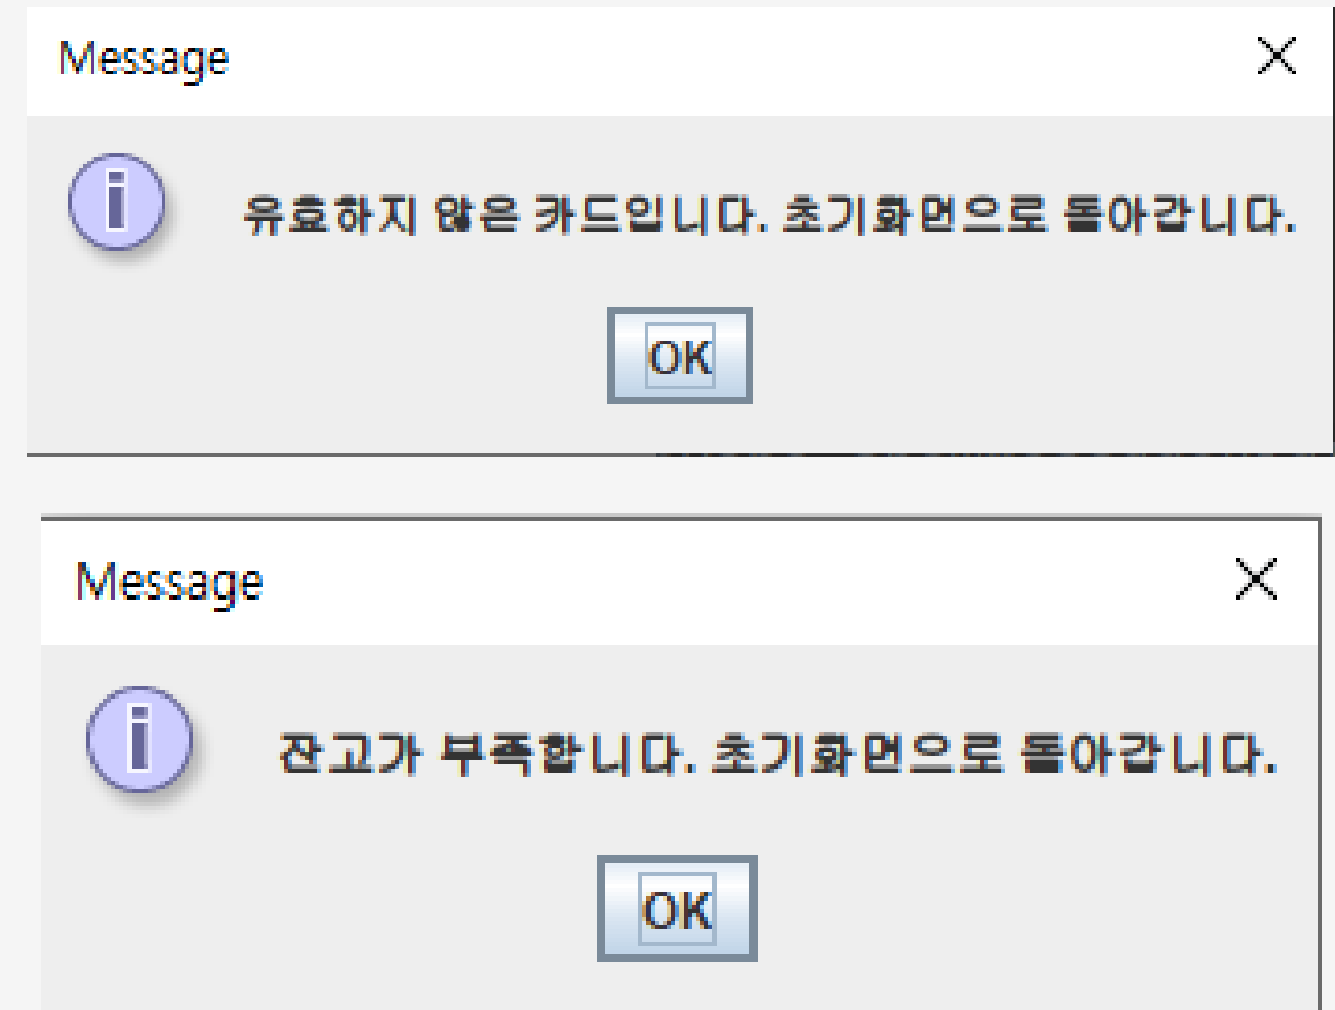 Message
유효하지 않은 카드입니다. 초기화면으로 돌아갑니다.
OK
Message
잔고가 부족합니다. 초기화면으로 돌아갑니다.
OK